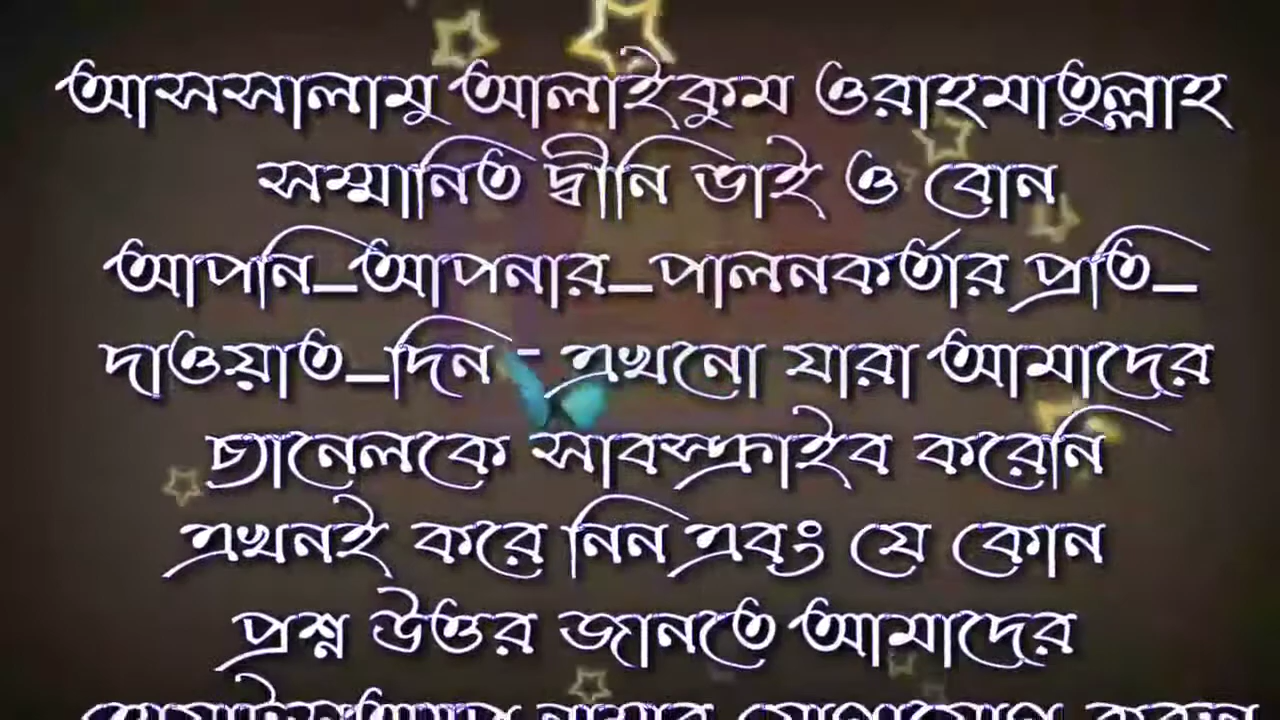 আসসালামু আলাইকুম ওরাহমাতুল্লাহ
সম্মানিত দ্বীনি ভাই ও বোন
আপনি_আপনার_পালনকর্তার প্রতি_
দাওয়াত_দিন - এখনো যারা আমাদের
চ্যানেলকে সাবস্ক্রাইব করেনি
এখনই করে নিন এবং যে কোন
প্রশ্ন উত্তর জানতে আমাদের